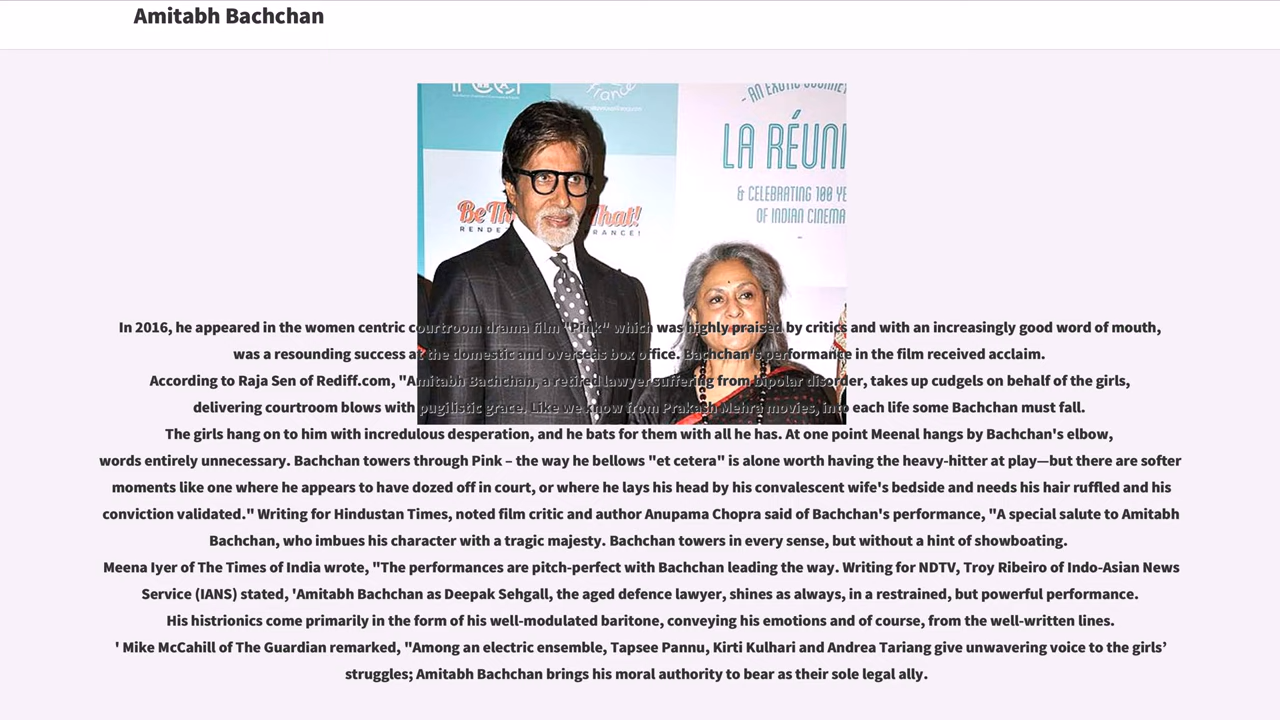 Amitabh Bachchan
france
- AN EXOTIC
LA RÉUNI
& CELEBRATING 100 YE
OF INDIAN CINEMA
Be Th That!
RENDE FRANCE!
In 2016, he appeared in the women centric courtroom drama film "Pink" which was highly praised by critics and with an increasingly good word of mouth,
was a resounding success at the domestic and overseas box office. Bachchan's performance in the film received acclaim.
According to Raja Sen of Rediff.com, "Amitabh Bachchan, a retired lawyer suffering from bipolar disorder, takes up cudgels on behalf of the girls,
delivering courtroom blows with pugilistic grace. Like we know from Prakash Mehra movies, into each life some Bachchan must fall.
The girls hang on to him with incredulous desperation, and he bats for them with all he has. At one point Meenal hangs by Bachchan's elbow,
words entirely unnecessary. Bachchan towers through Pink – the way he bellows "et cetera" is alone worth having the heavy-hitter at play—but there are softer
moments like one where he appears to have dozed off in court, or where he lays his head by his convalescent wife's bedside and needs his hair ruffled and his
conviction validated." Writing for Hindustan Times, noted film critic and author Anupama Chopra said of Bachchan's performance, "A special salute to Amitabh
Bachchan, who imbues his character with a tragic majesty. Bachchan towers in every sense, but without a hint of showboating.
Meena Iyer of The Times of India wrote, "The performances are pitch-perfect with Bachchan leading the way. Writing for NDTV, Troy Ribeiro of Indo-Asian News
Service (IANS) stated, 'Amitabh Bachchan as Deepak Sehgall, the aged defence lawyer, shines as always, in a restrained, but powerful performance.
His histrionics come primarily in the form of his well-modulated baritone, conveying his emotions and of course, from the well-written lines.
' Mike McCahill of The Guardian remarked, "Among an electric ensemble, Tapsee Pannu, Kirti Kulhari and Andrea Tariang give unwavering voice to the girls’
struggles; Amitabh Bachchan brings his moral authority to bear as their sole legal ally.